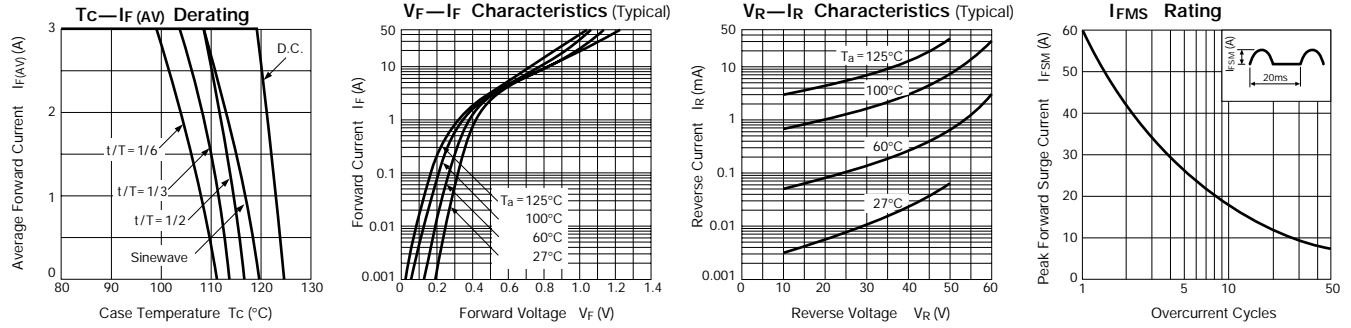 TC—IF (AV) Derating
Average Forward Current IF(AV) (A)
3
2
1
0
80
90
100
110
120
130
D.C.
t/T=1/6
t/T=1/3
t/T=1/2
Sinewave
Case Temperature Tc (°C)
VF—IF Characteristics (Typical)
Forward Current IF (A)
50
10
1
0.1
0.01
0.001
0
0.2
0.4
0.6
0.8
1.0
1.2
1.4
Ta = 125°C
100°C
60°C
27°C
Forward Voltage VF (V)
VR—IR Characteristics (Typical)
Reverse Current IR (mA)
50
10
1
0.1
0.01
0.001
0
10
20
30
40
50
60
Ta = 125°C
100°C
60°C
27°C
Reverse Voltage VR (V)
IFMS Rating
Peak Forward Surge Current IFSM (A)
60
50
40
30
20
10
0
1
5
10
50
IFSM (A)
20ms
Overcurrent Cycles